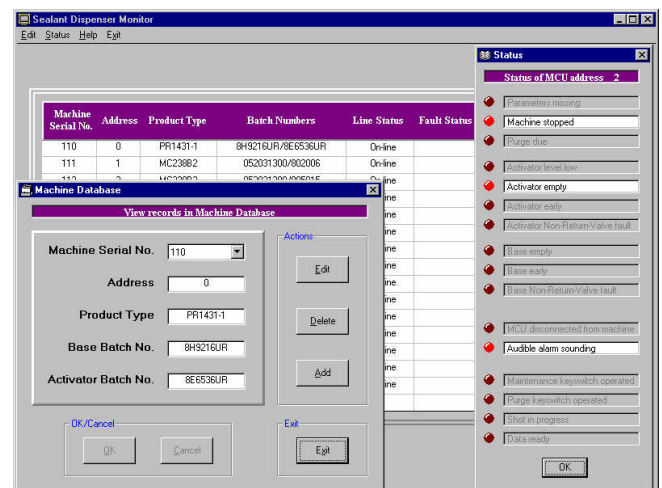 Sealant Dispenser Monitor
Edit Status Help Exit
Machine Serial No. Address Product Type Batch Numbers Line Status Fault Status
110 0 PR1431-1 8H9216UR/8E6536UR On-line
111 1 MC238B2 052031300/802006 On-line
Machine Database
View records in Machine Database
Machine Serial No. 110
Address 0
Product Type PR1431-1
Base Batch No. 8H9216UR
Activator Batch No. 8E6536UR
Actions
Edit
Delete
Add
OK/Cancel
OK Cancel
Exit
Exit
Status
Status of MCU address 2
Parameters missing
Machine stopped
Purge due
Activator level low
Activator empty
Activator early
Activator Non-Return-Valve fault
Base empty
Base early
Base Non-Return-Valve fault
MCU disconnected from machine
Audible alarm sounding
Maintenance keyswitch operated
Purge keyswitch operated
Shot in progress
Data ready
OK